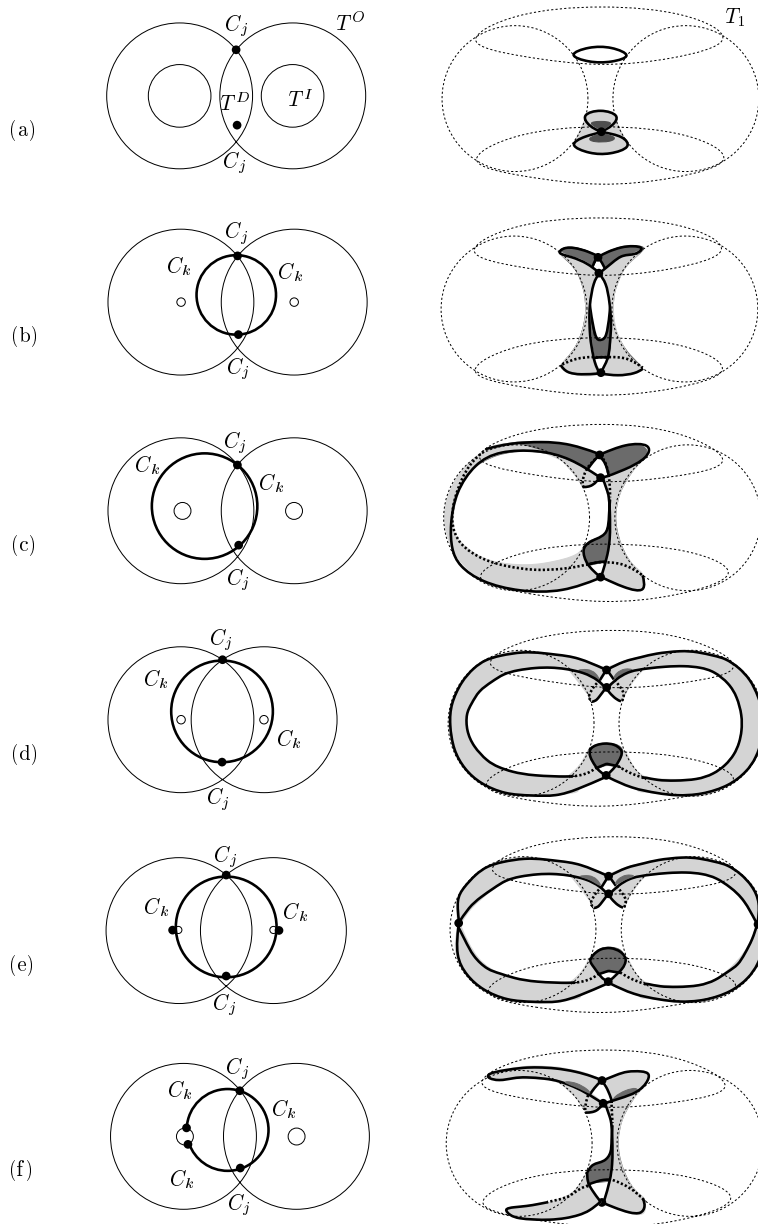 C_j T^O T_1
T^D T^I
(a)
C_j
C_j
C_k C_k
(b)
C_j
C_j
C_k C_k
(c)
C_j
C_j
C_k
C_k
(d)
C_j
C_j
C_k C_k
(e)
C_j
C_j
C_k C_k
(f)
C_k
C_j